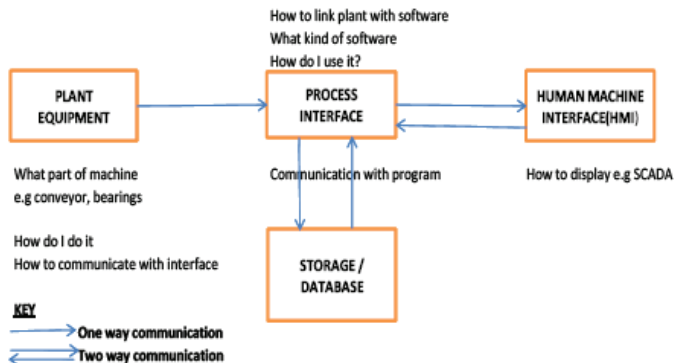 How to link plant with software
What kind of software
How do I use it?
PLANT
EQUIPMENT
PROCESS
INTERFACE
HUMAN MACHINE
INTERFACE(HMI)
What part of machine
e.g conveyor, bearings
Communication with program
How to display e.g SCADA
How do I do it
How to communicate with interface
STORAGE /
DATABASE
KEY
One way communication
Two way communication